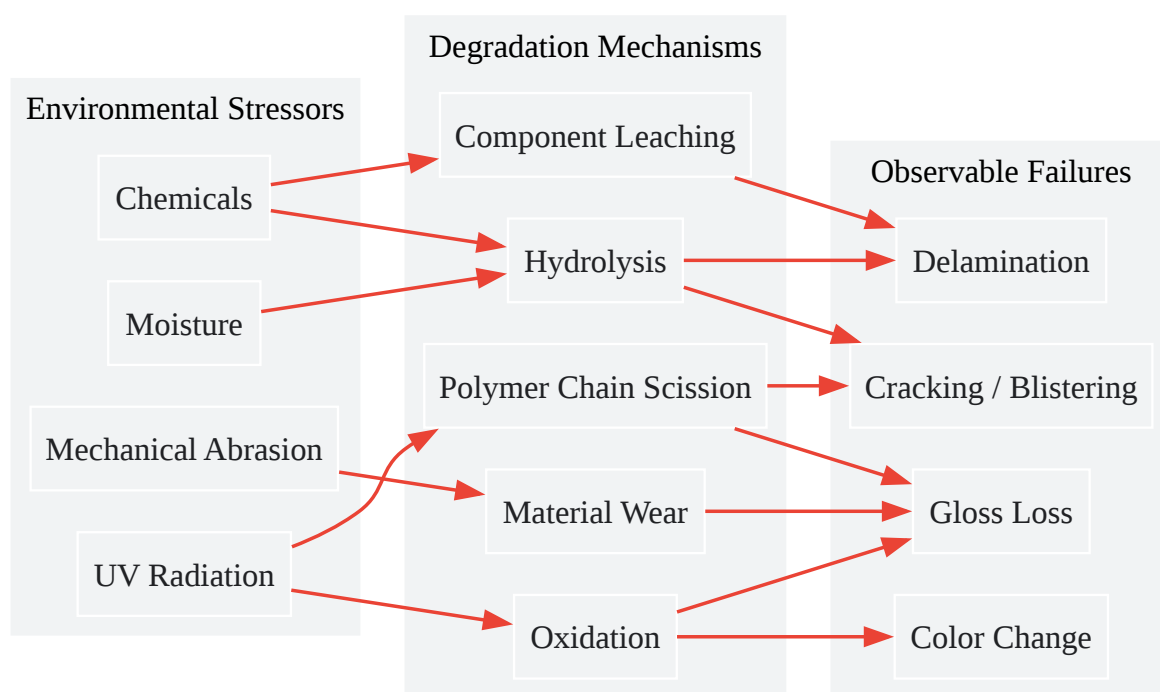 Environmental Stressors
Chemicals
Moisture
Mechanical Abrasion
UV Radiation
Degradation Mechanisms
Component Leaching
Hydrolysis
Polymer Chain Scission
Material Wear
Oxidation
Observable Failures
Delamination
Cracking / Blistering
Gloss Loss
Color Change